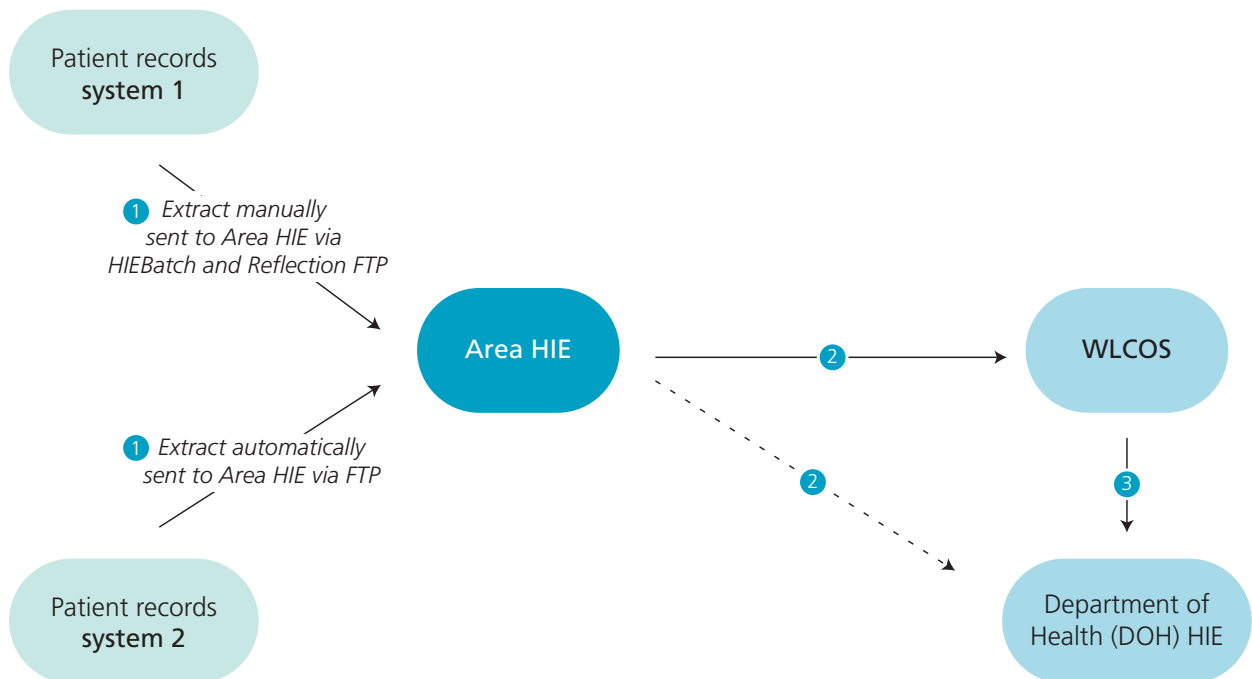 Patient records
system 1
1 Extract manually
sent to Area HIE via
HIEBatch and Reflection FTP
Area HIE
2
WLCOS
1 Extract automatically
sent to Area HIE via FTP
2
3
Patient records
system 2
Department of
Health (DOH) HIE